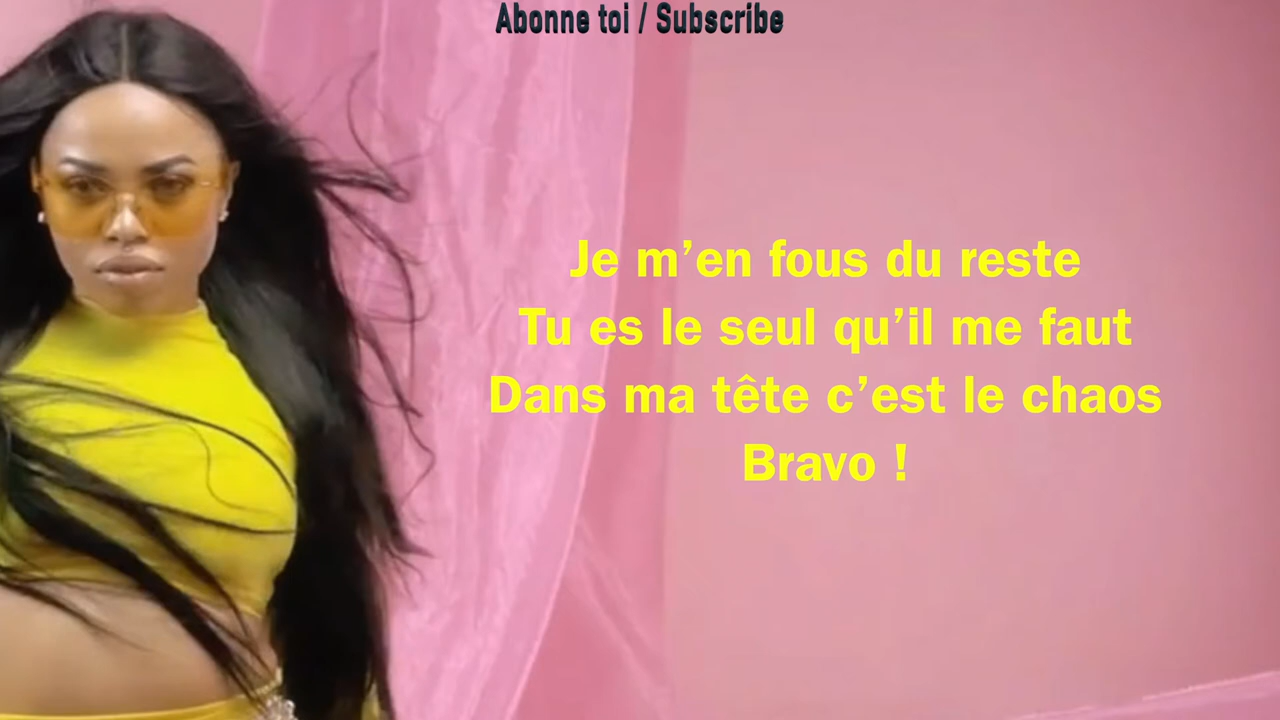 Abonne toi / Subscribe
Je m’en fous du reste
Tu es le seul qu’il me faut
Dans ma tête c’est le chaos
Bravo !